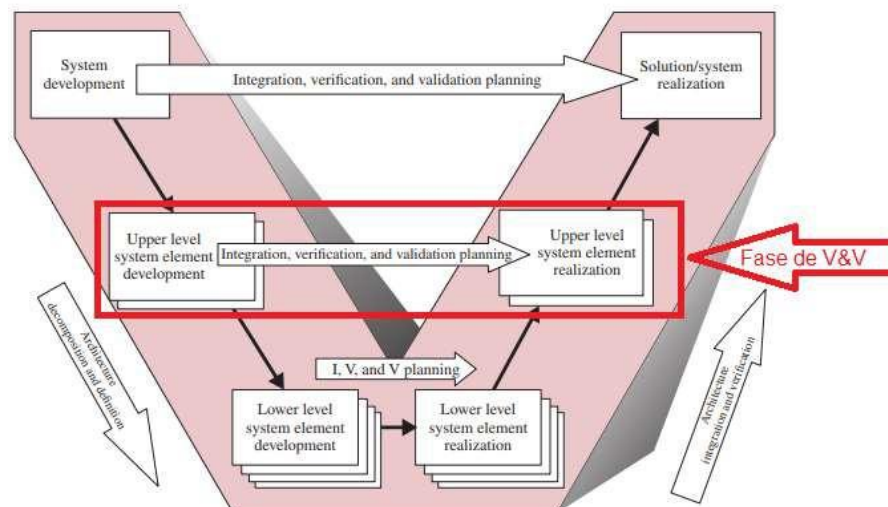 System
development
Integration, verification, and validation planning
Solution/system
realization
Upper level
system element
development
Integration, verification, and validation planning
Upper level
system element
realization
Fase de V&V
Architecture
decomposition and definition
I, V, and V planning
Architecture
integration and verification
Lower level
system element
development
Lower level
system element
realization